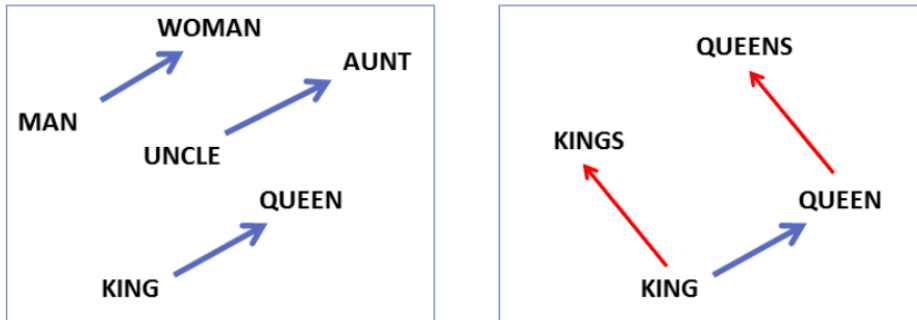 WOMAN
AUNT
MAN
UNCLE
QUEEN
KING
QUEENS
KINGS
QUEEN
KING